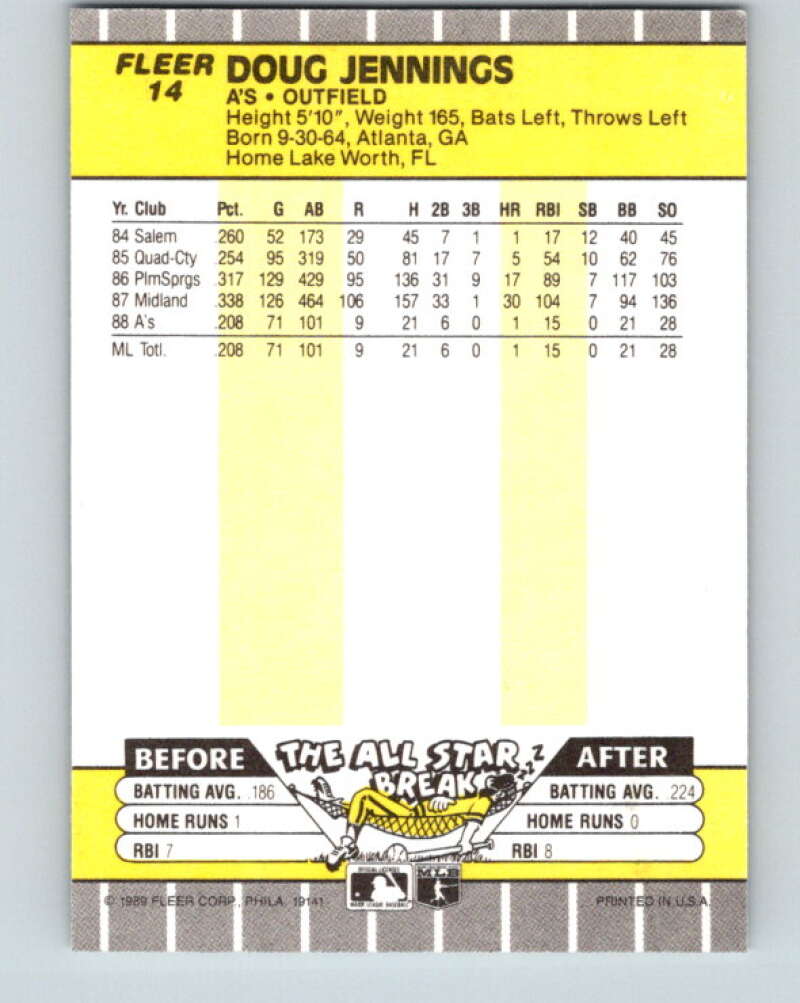 FLEER DOUG JENNINGS
14 A'S • OUTFIELD
Height 5'10", Weight 165, Bats Left, Throws Left
Born 9-30-64, Atlanta, GA
Home Lake Worth, FL
Yr. Club Pct. G AB R H 2B 3B HR RBI SB BB SO
84 Salem .260 52 173 29 45 7 1 1 17 12 40 45
85 Quad-Cty .254 95 319 50 81 17 7 5 54 10 62 76
86 PlmSprgs .317 129 429 95 136 31 9 17 89 7 117 103
87 Midland .338 126 464 106 157 33 1 30 104 7 94 136
88 A's .208 71 101 9 21 6 0 1 15 0 21 28
ML Totl. .208 71 101 9 21 6 0 1 15 0 21 28
BEFORE THE ALL STAR BREAK ZZZZ AFTER
BATTING AVG. .186 BATTING AVG. .224
HOME RUNS 1 HOME RUNS 0
RBI 7 RBI 8
OFFICIAL LICENSEE
MAJOR LEAGUE BASEBALL
MLB
© 1989 FLEER CORP., PHILA. 19141 PRINTED IN U.S.A.